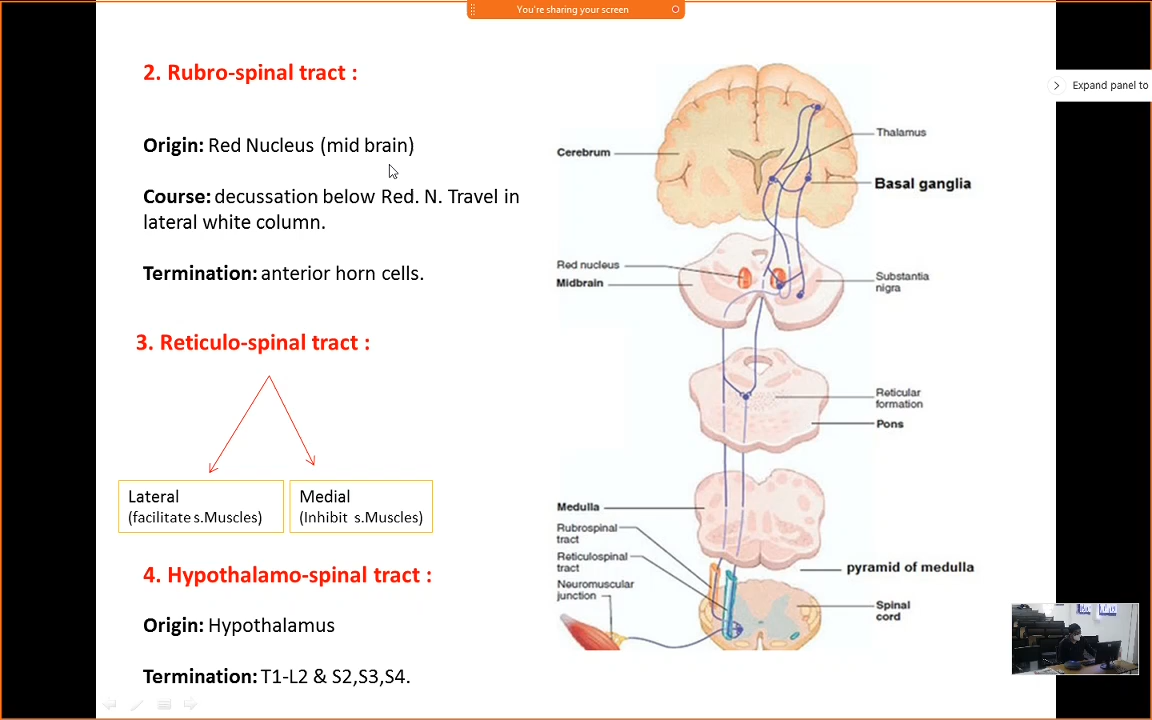 You're sharing your screen
Expand panel to
2. Rubro-spinal tract :
Origin: Red Nucleus (mid brain)
Course: decussation below Red. N. Travel in
lateral white column.
Termination: anterior horn cells.
3. Reticulo-spinal tract :
Lateral
(facilitate s.Muscles)
Medial
(Inhibit s.Muscles)
4. Hypothalamo-spinal tract :
Origin: Hypothalamus
Termination: T1-L2 & S2,S3,S4.
Cerebrum
Thalamus
Basal ganglia
Red nucleus
Midbrain
Substantia
nigra
Reticular
formation
Pons
Medulla
Rubrospinal
tract
Reticulospinal
tract
Neuromuscular
junction
pyramid of medulla
Spinal
cord